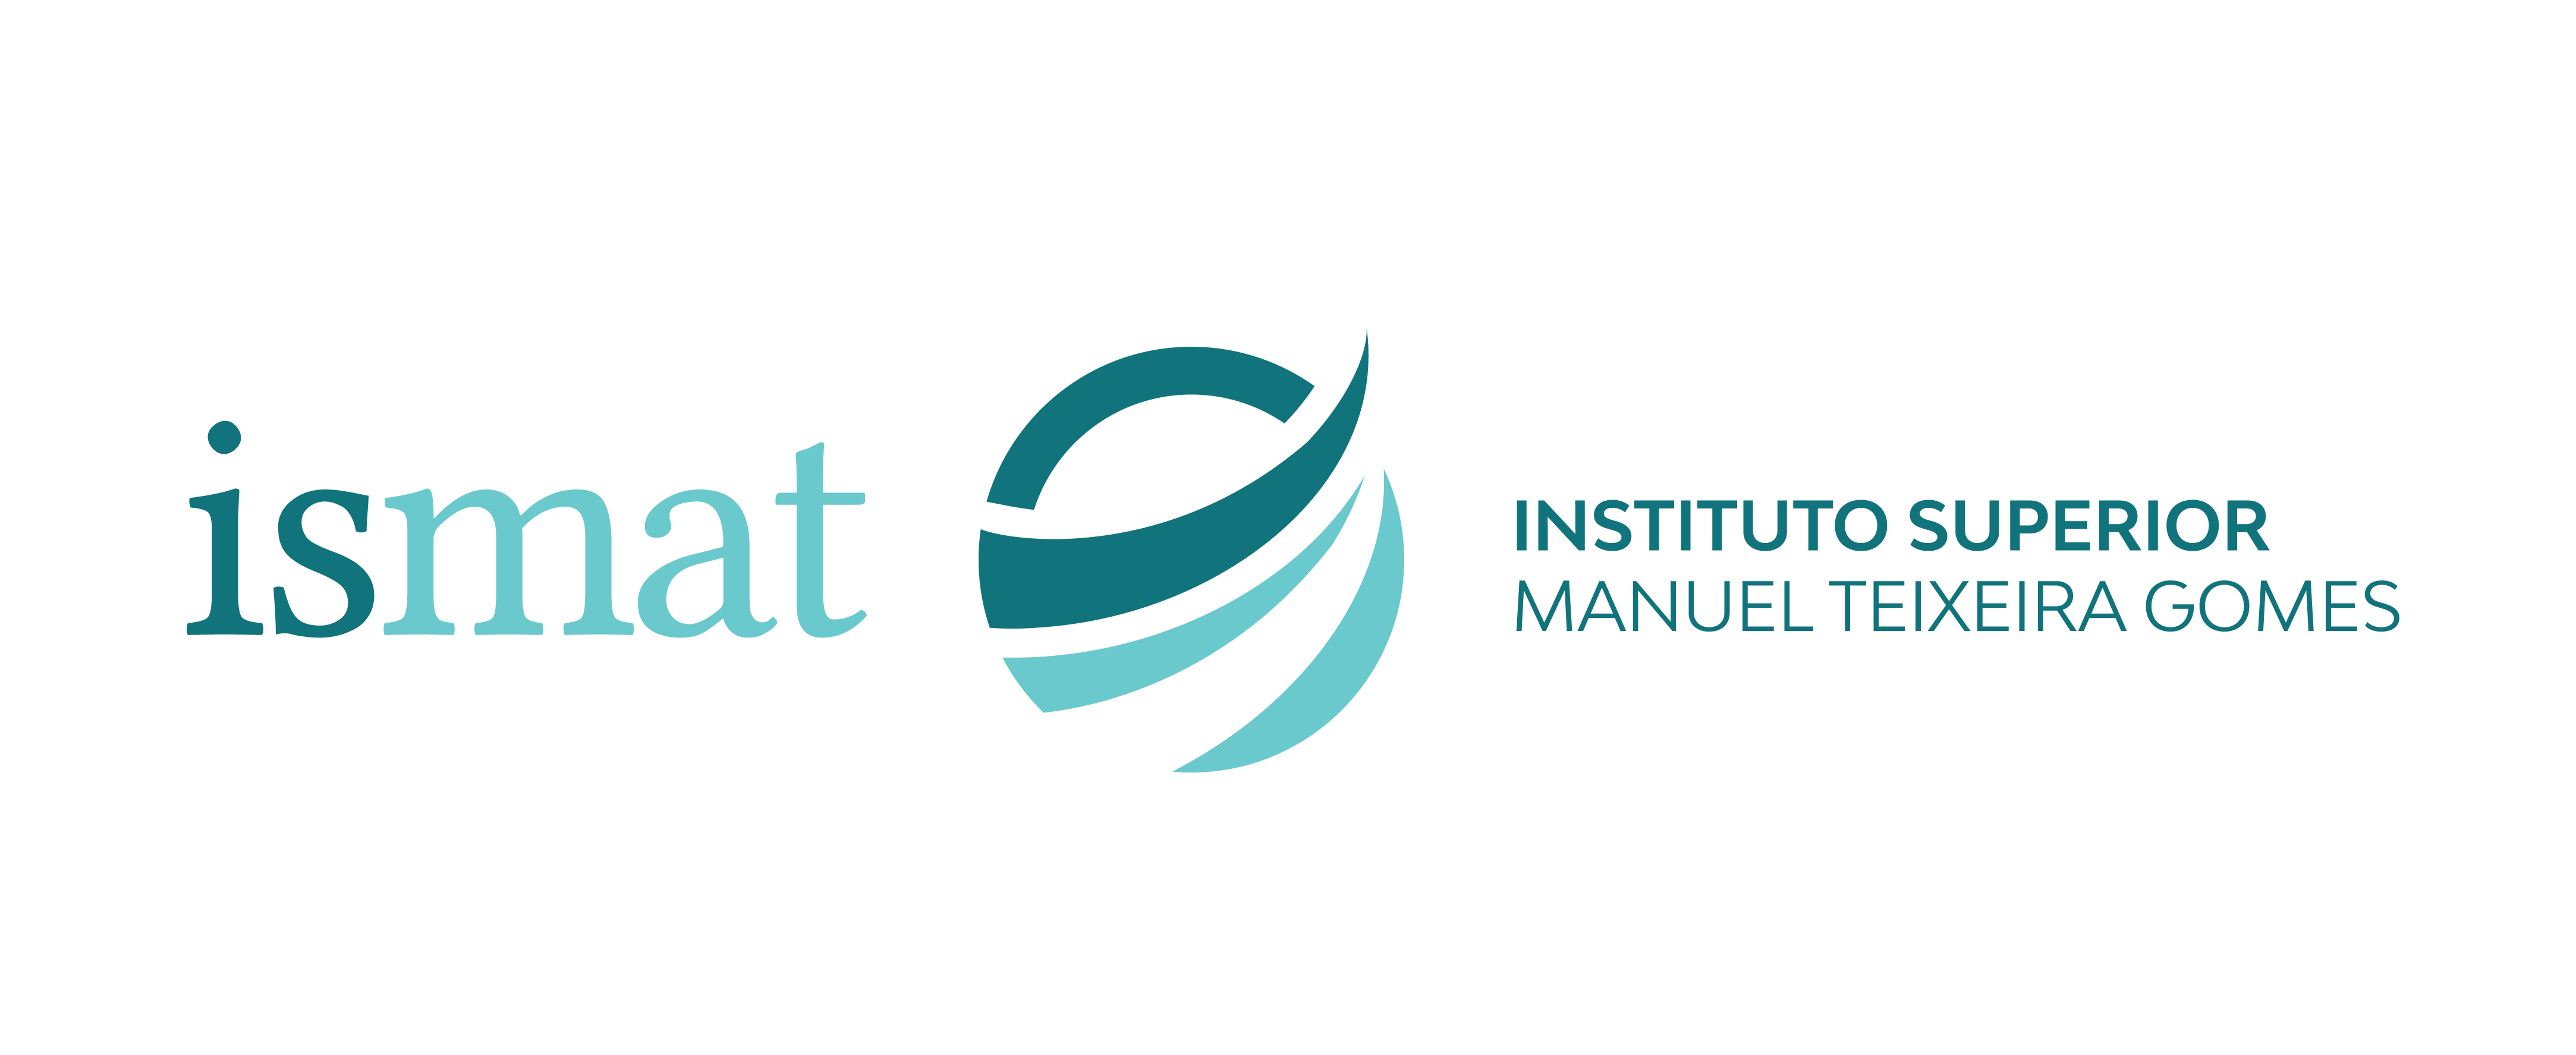 ismat
INSTITUTO SUPERIOR
MANUEL TEIXEIRA GOMES